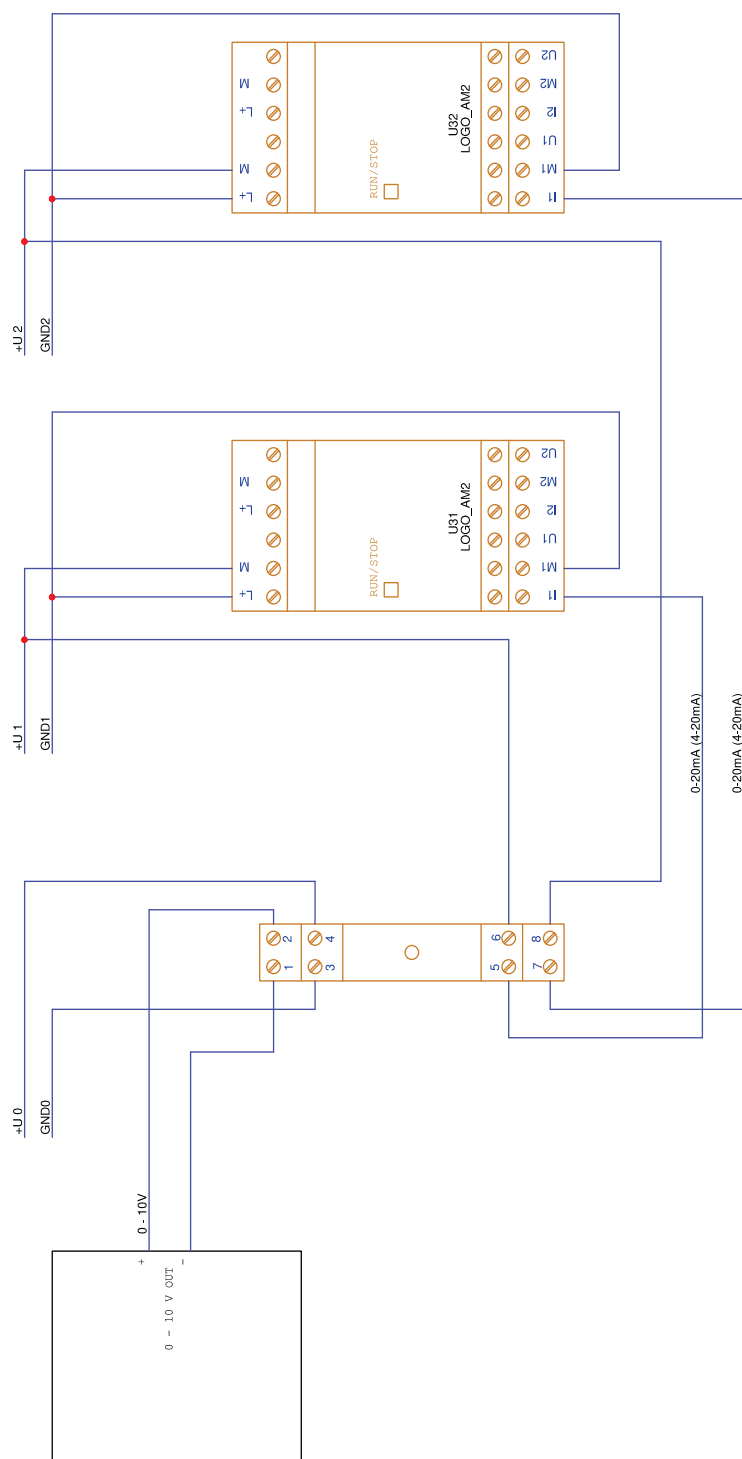 U2
M2
I2
U1
M1
I1
M
L+
M
L+
U32
LOGO_AM2
RUN/STOP
+U 2
GND2
U2
M2
I2
U1
M1
I1
M
L+
M
L+
U31
LOGO_AM2
RUN/STOP
+U 1
GND1
0-20mA (4-20mA)
0-20mA (4-20mA)
2
4
6
8
1
3
5
7
+U 0
GND0
0 - 10V
+
-
0 - 10 V OUT